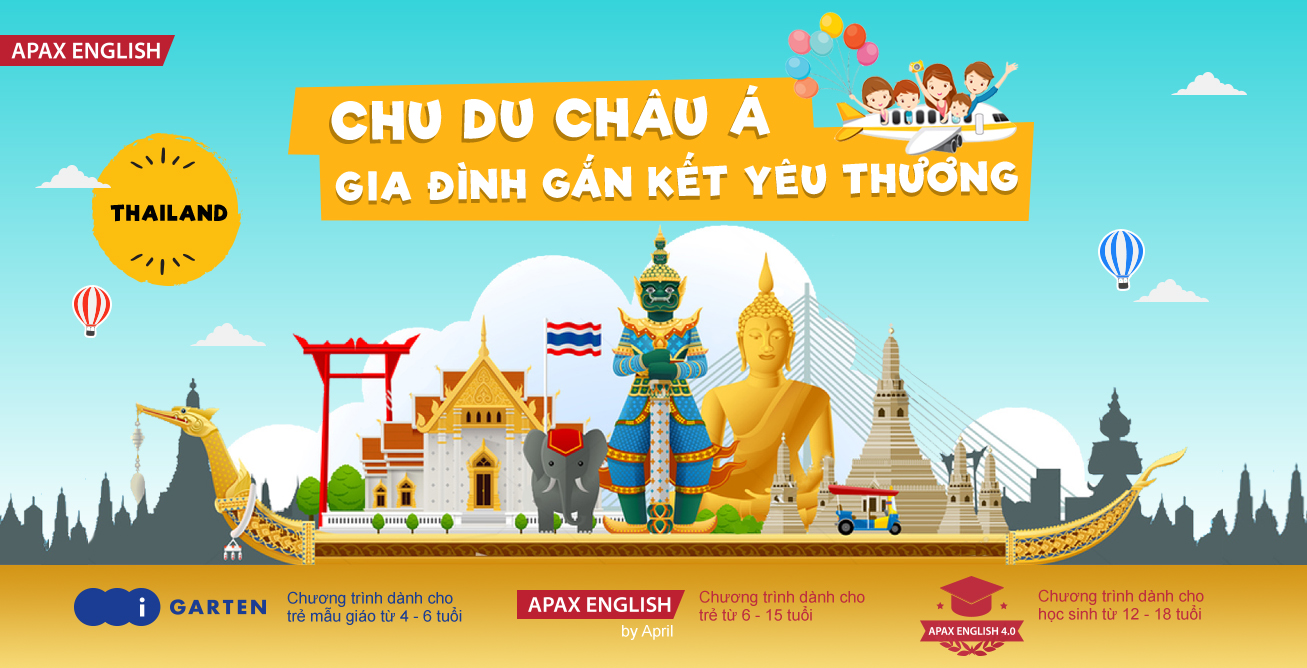 APAX ENGLISH
CHU DU CHÂU Á
GIA ĐÌNH GẮN KẾT YÊU THƯƠNG
THAILAND
i GARTEN
Chương trình dành cho
trẻ mẫu giáo từ 4 - 6 tuổi
APAX ENGLISH
by April
Chương trình dành cho
trẻ từ 6 - 15 tuổi
APAX ENGLISH 4.0
Chương trình dành cho
học sinh từ 12 - 18 tuổi